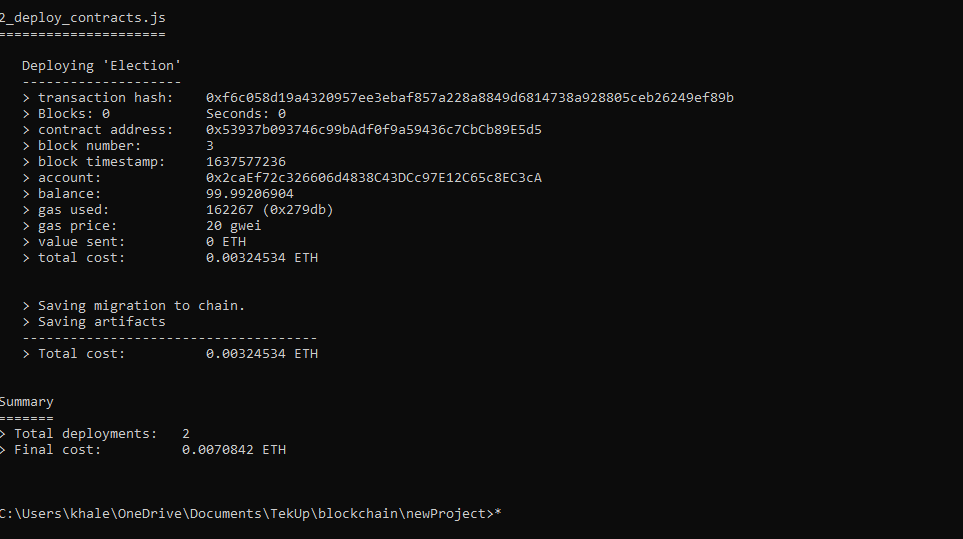 2_deploy_contracts.js
=====================
Deploying 'Election'
--------------------
> transaction hash: 0xf6c058d19a4320957ee3ebaf857a228a8849d6814738a928805ceb26249ef89b
> Blocks: 0 Seconds: 0
> contract address: 0x53937b093746c99bAdf0f9a59436c7CbCb89E5d5
> block number: 3
> block timestamp: 1637577236
> account: 0x2caEf72c326606d4838C43DCc97E12C65c8EC3cA
> balance: 99.99206904
> gas used: 162267 (0x279db)
> gas price: 20 gwei
> value sent: 0 ETH
> total cost: 0.00324534 ETH
> Saving migration to chain.
> Saving artifacts
-------------------------------------
> Total cost: 0.00324534 ETH
Summary
=======
> Total deployments: 2
> Final cost: 0.0070842 ETH
C:\Users\khale\OneDrive\Documents\TekUp\blockchain\newProject>*